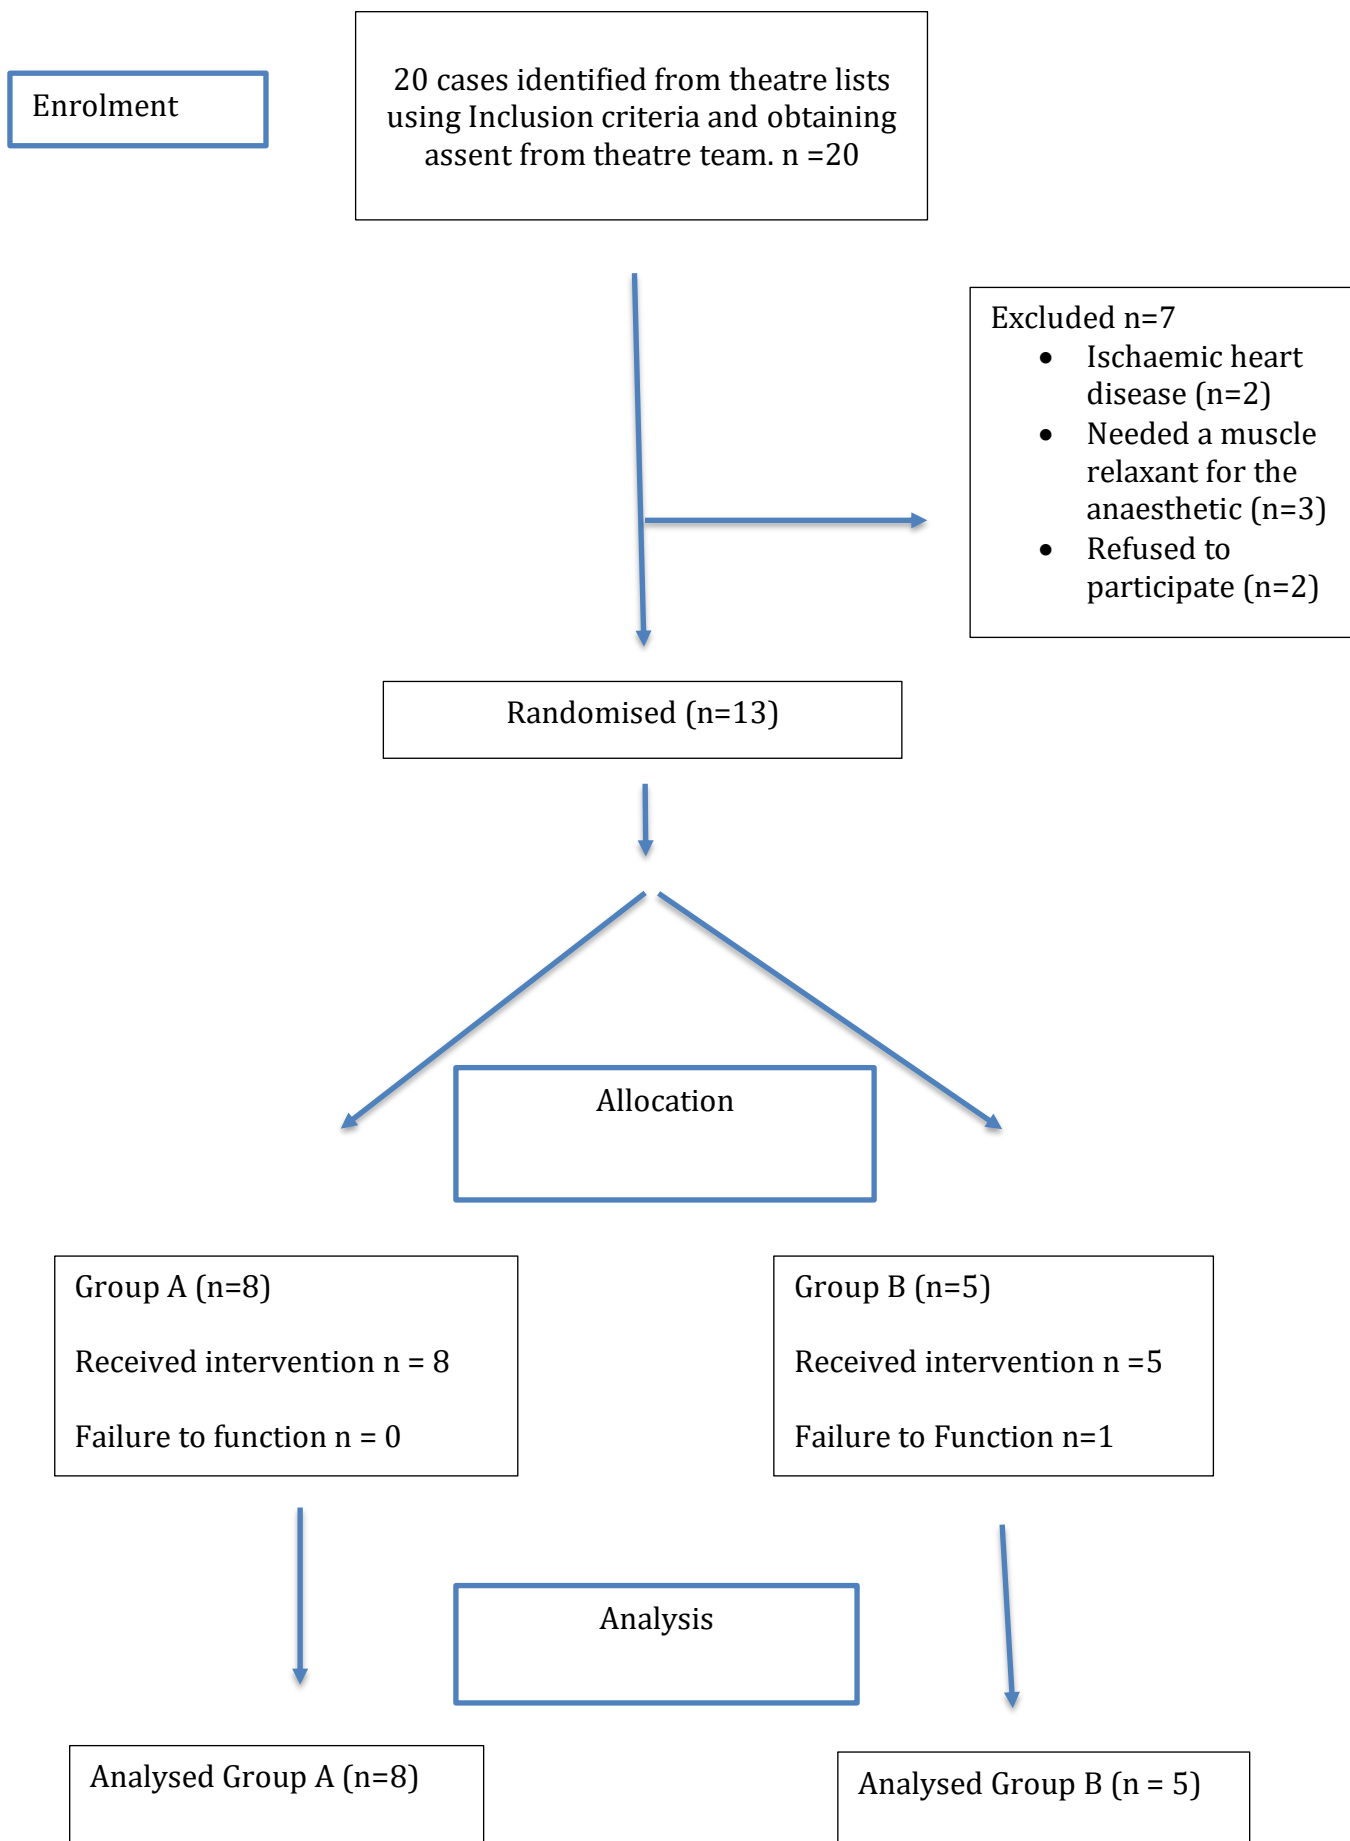 Enrolment
20 cases identified from theatre lists
using Inclusion criteria and obtaining
assent from theatre team. n =20
Excluded n=7
• Ischaemic heart
disease (n=2)
• Needed a muscle
relaxant for the
anaesthetic (n=3)
• Refused to
participate (n=2)
Randomised (n=13)
Allocation
Group A (n=8)
Received intervention n = 8
Failure to function n = 0
Group B (n=5)
Received intervention n =5
Failure to Function n=1
Analysis
Analysed Group A (n=8)
Analysed Group B (n = 5)